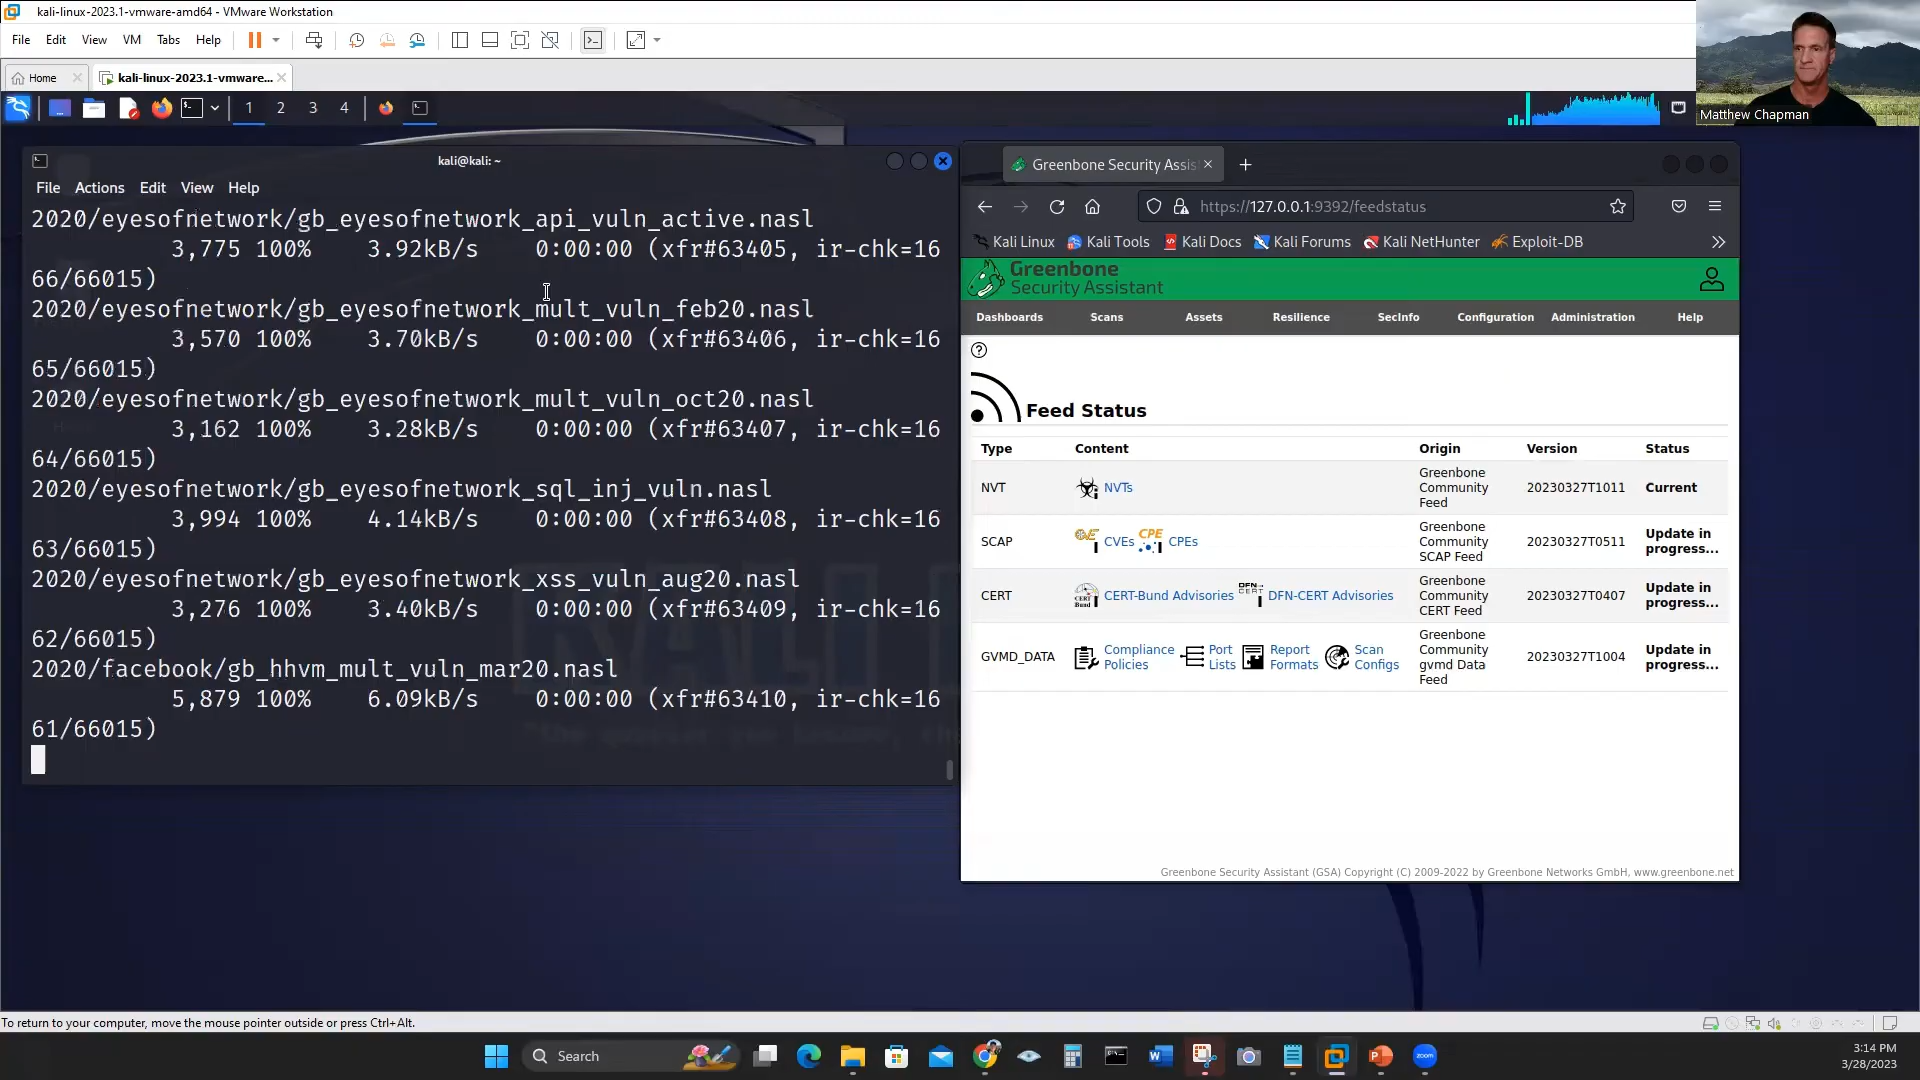 kali-linux-2023.1-vmware-amd64 - VMware Workstation
File Edit View VM Tabs Help
Home
kali-linux-2023.1-vmware...
1 2 3 4
Matthew Chapman
kali@kali: ~
File Actions Edit View Help
2020/eyesofnetwork/gb_eyesofnetwork_api_vuln_active.nasl
3,775 100% 3.92kB/s 0:00:00 (xfr#63405, ir-chk=16
66/66015)
2020/eyesofnetwork/gb_eyesofnetwork_mult_vuln_feb20.nasl
3,570 100% 3.70kB/s 0:00:00 (xfr#63406, ir-chk=16
65/66015)
2020/eyesofnetwork/gb_eyesofnetwork_mult_vuln_oct20.nasl
3,162 100% 3.28kB/s 0:00:00 (xfr#63407, ir-chk=16
64/66015)
2020/eyesofnetwork/gb_eyesofnetwork_sql_inj_vuln.nasl
3,994 100% 4.14kB/s 0:00:00 (xfr#63408, ir-chk=16
63/66015)
2020/eyesofnetwork/gb_eyesofnetwork_xss_vuln_aug20.nasl
3,276 100% 3.40kB/s 0:00:00 (xfr#63409, ir-chk=16
62/66015)
2020/facebook/gb_hhvm_mult_vuln_mar20.nasl
5,879 100% 6.09kB/s 0:00:00 (xfr#63410, ir-chk=16
61/66015)
Greenbone Security Assis
https://127.0.0.1:9392/feedstatus
Kali Linux Kali Tools Kali Docs Kali Forums Kali NetHunter Exploit-DB
Greenbone
Security Assistant
Dashboards Scans Assets Resilience SecInfo Configuration Administration Help
Feed Status
Type Content Origin Version Status
NVT NVTs Greenbone Community Feed 20230327T1011 Current
SCAP CVEs CPE CPEs Greenbone Community SCAP Feed 20230327T0511 Update in progress...
CERT CERT-Bund Advisories DFN-CERT Advisories Greenbone Community CERT Feed 20230327T0407 Update in progress...
GVMD_DATA Compliance Policies Port Lists Report Formats Scan Configs Greenbone Community gvmd Data Feed 20230327T1004 Update in progress...
Greenbone Security Assistant (GSA) Copyright (C) 2009-2022 by Greenbone Networks GmbH, www.greenbone.net
To return to your computer, move the mouse pointer outside or press Ctrl+Alt.
Search
zoom
3:14 PM
3/28/2023